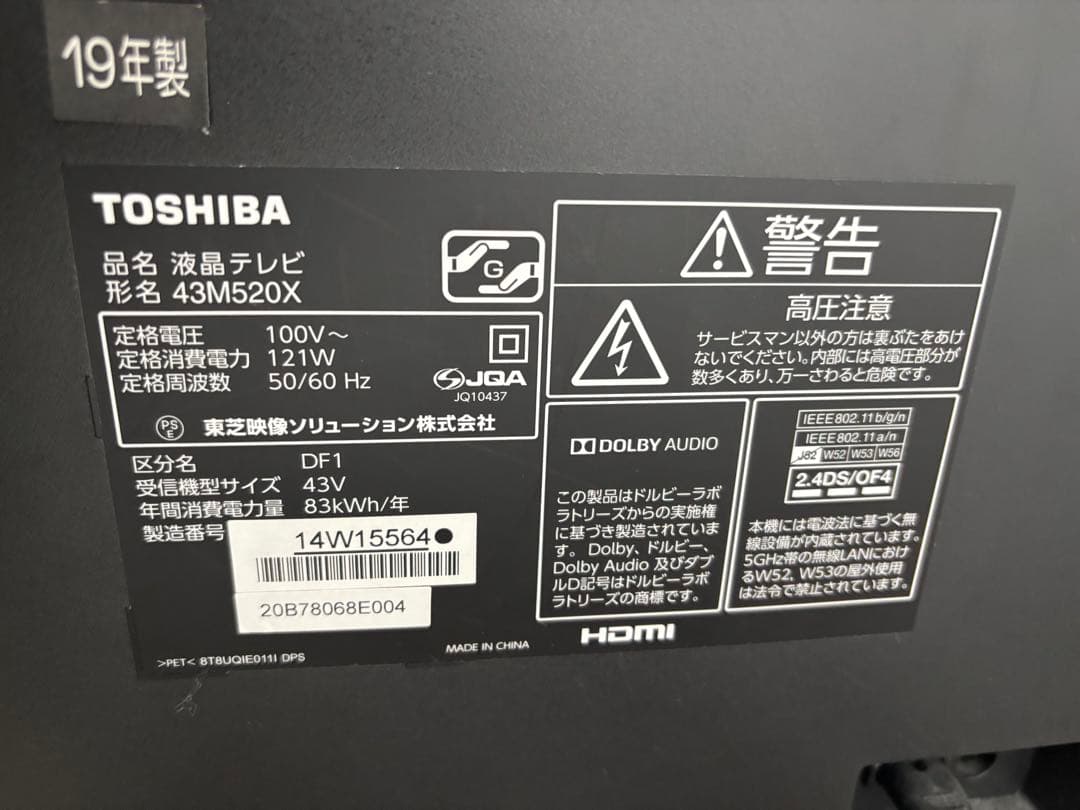 19年製
TOSHIBA
品名 液晶テレビ
形名 43M520X
G
定格電圧 100V～
定格消費電力 121W
定格周波数 50/60 Hz
JQA
JQ10437
PS
E
東芝映像ソリューション株式会社
区分名 DF1
受信機型サイズ 43V
年間消費電力量 83kWh/年
製造番号
14W15564●
20B78068E004
>PET< 8T8UQIE011I DPS
MADE IN CHINA
警告
高圧注意
サービスマン以外の方は裏ぶたをあけ
ないでください。内部には高電圧部分が
数多くあり、万一さわると危険です。
DOLBY AUDIO
この製品はドルビーラボ
ラトリーズからの実施権
に基づき製造されていま
す。Dolby、ドルビー、
Dolby Audio 及びダブ
ルD記号はドルビーラボ
ラトリーズの商標です。
IEEE802.11b/g/n
IEEE802.11a/n
J52 W52 W53 W56
2.4DS/OF4
本機には電波法に基づく無
線設備が内蔵されています。
5GHz帯の無線LANにおけ
るW52、W53の屋外使用
は法令で禁止されています。
HDMI